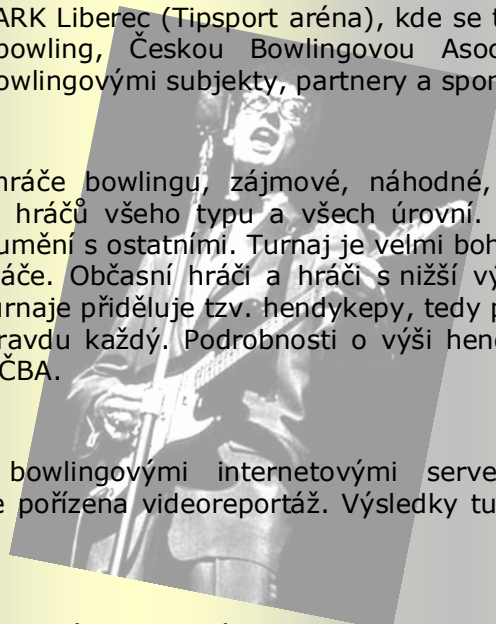 ARK Liberec (Tipsport aréna), kde se t
bowling, Českou Bowlingovou Asoc
owlingovými subjekty, partnery a spor
hráče bowlingu, zájmové, náhodné,
hráčů všeho typu a všech úrovní.
umění s ostatními. Turnaj je velmi boh
áče. Občasní hráči a hráči s nižší vý
urnaje přiděluje tzv. hendykepy, tedy p
ravdu každý. Podrobnosti o výši hend
ČBA.
bowlingovými internetovými serve
e pořízena videoreportáž. Výsledky tu